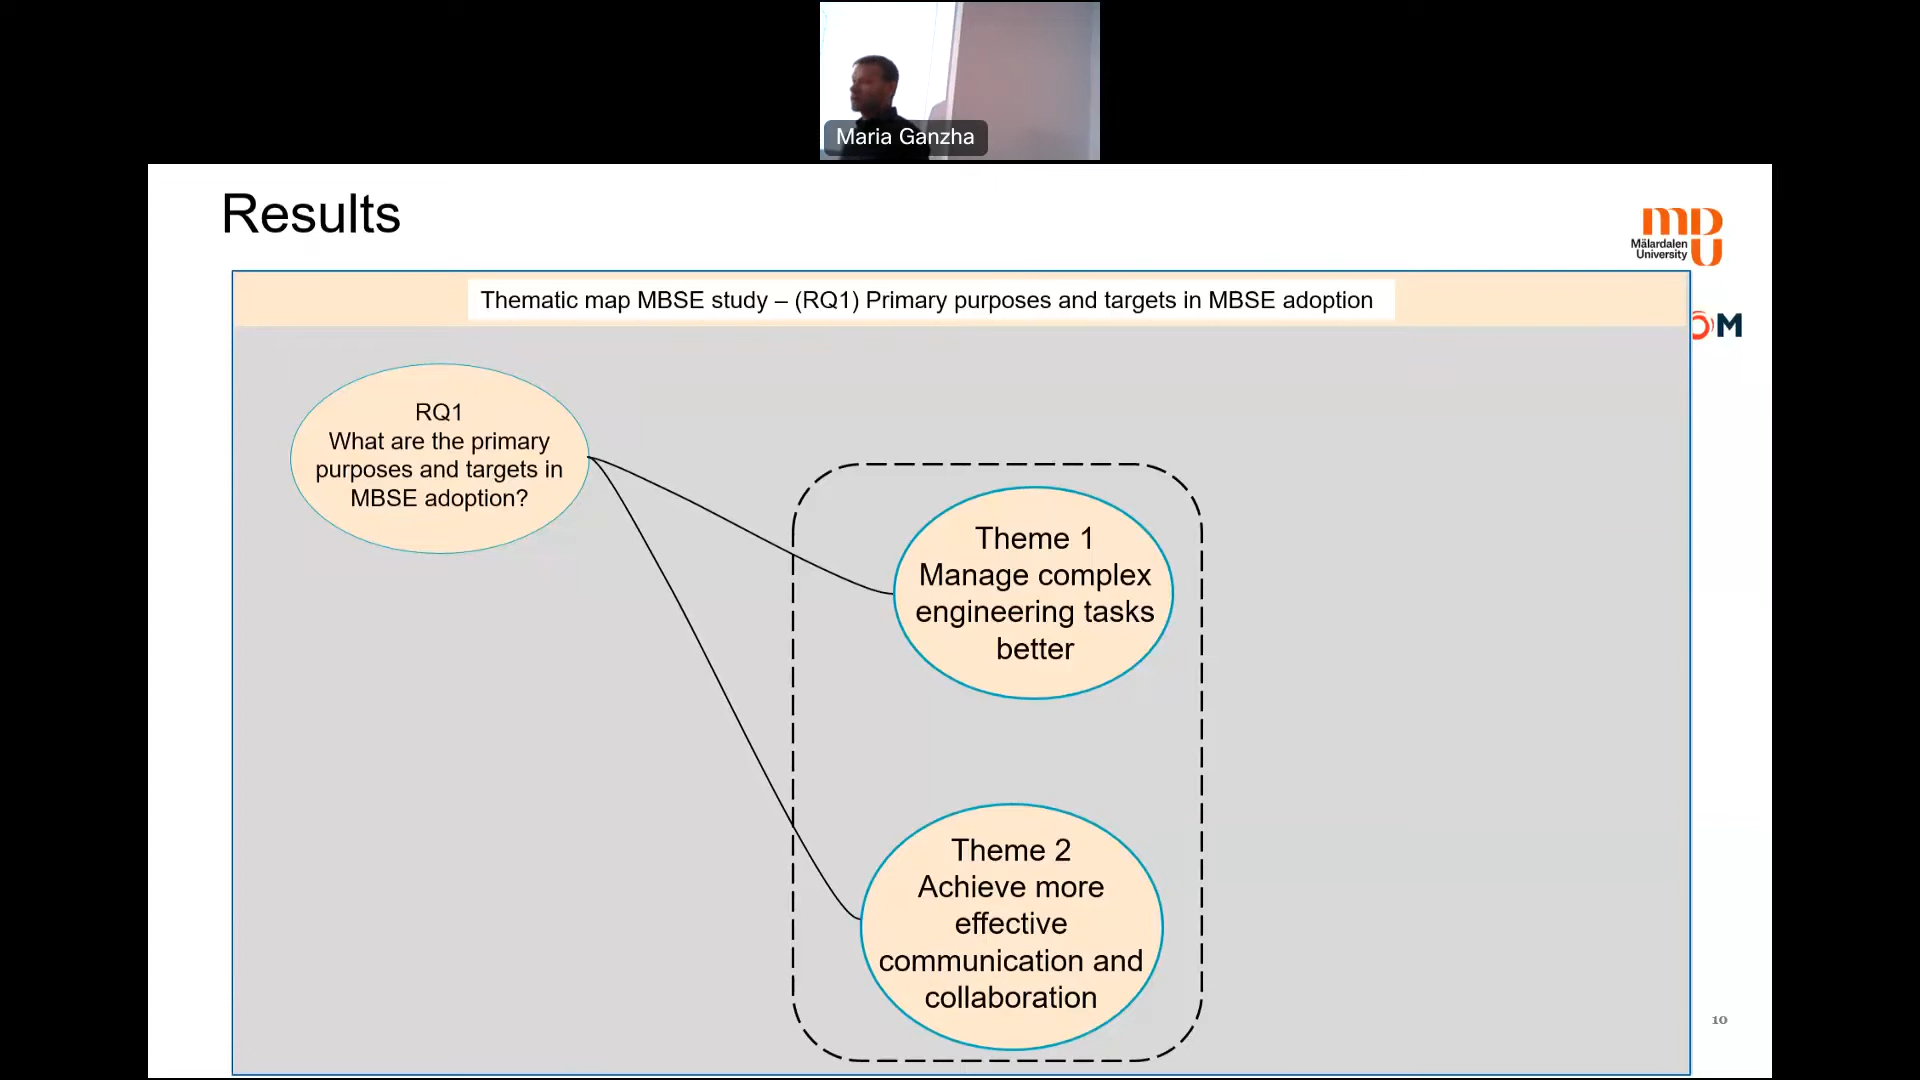 Maria Ganzha
Results
Mälardalen
University
Thematic map MBSE study – (RQ1) Primary purposes and targets in MBSE adoption
OM
RQ1
What are the primary
purposes and targets in
MBSE adoption?
Theme 1
Manage complex
engineering tasks
better
Theme 2
Achieve more
effective
communication and
collaboration
10